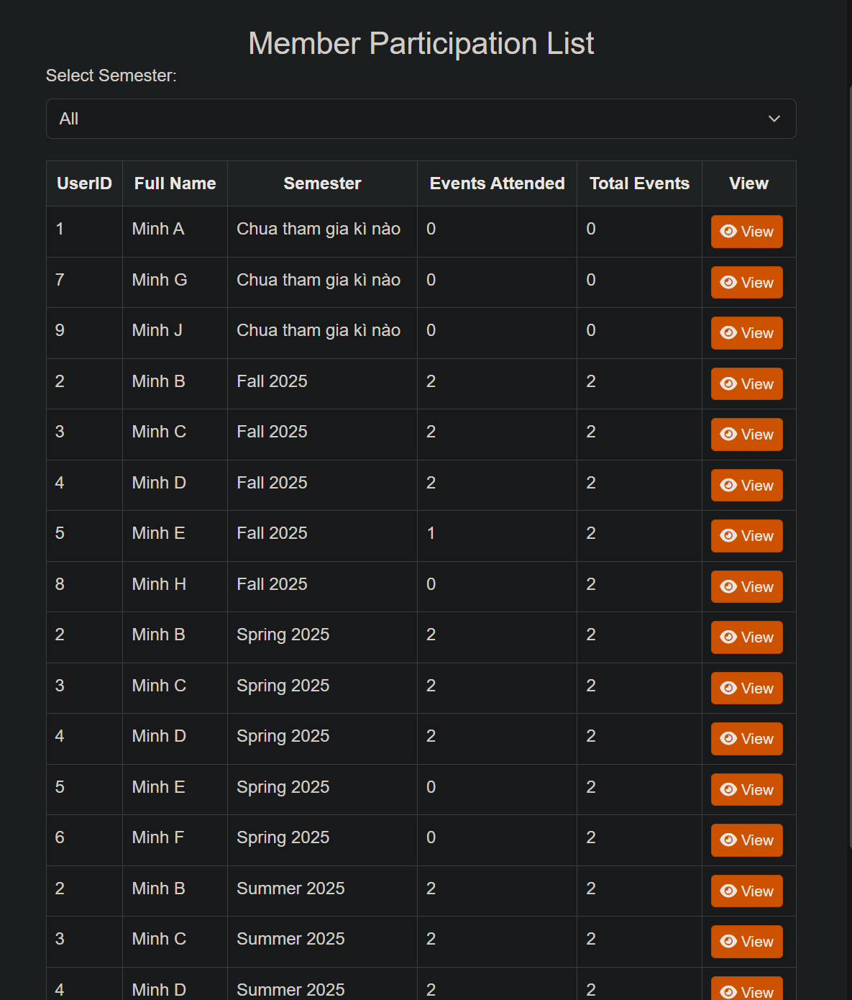 Member Participation List
Select Semester:
All
UserID Full Name Semester Events Attended Total Events View
1 Minh A Chua tham gia kì nào 0 0 View
7 Minh G Chua tham gia kì nào 0 0 View
9 Minh J Chua tham gia kì nào 0 0 View
2 Minh B Fall 2025 2 2 View
3 Minh C Fall 2025 2 2 View
4 Minh D Fall 2025 2 2 View
5 Minh E Fall 2025 1 2 View
8 Minh H Fall 2025 0 2 View
2 Minh B Spring 2025 2 2 View
3 Minh C Spring 2025 2 2 View
4 Minh D Spring 2025 2 2 View
5 Minh E Spring 2025 0 2 View
6 Minh F Spring 2025 0 2 View
2 Minh B Summer 2025 2 2 View
3 Minh C Summer 2025 2 2 View
4 Minh D Summer 2025 2 2 View